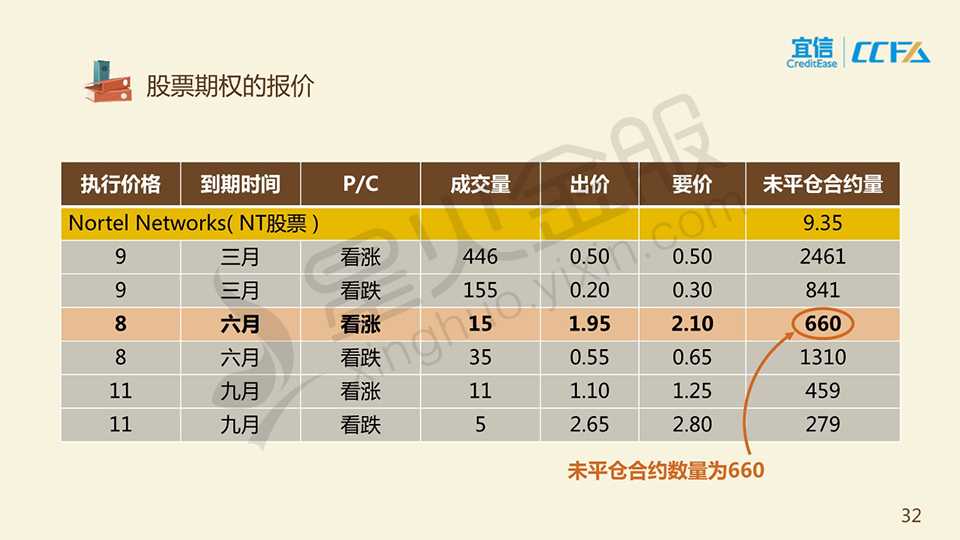 宜信 CreditEase CCFA
股票期权的报价
执行价格 到期时间 P/C 成交量 出价 要价 未平仓合约量
Nortel Networks( NT股票 ) 9.35
9 三月 看涨 446 0.50 0.50 2461
9 三月 看跌 155 0.20 0.30 841
8 六月 看涨 15 1.95 2.10 660
8 六月 看跌 35 0.55 0.65 1310
11 九月 看涨 11 1.10 1.25 459
11 九月 看跌 5 2.65 2.80 279
未平仓合约数量为660
星火金服
xinghuo.yixin.com
32